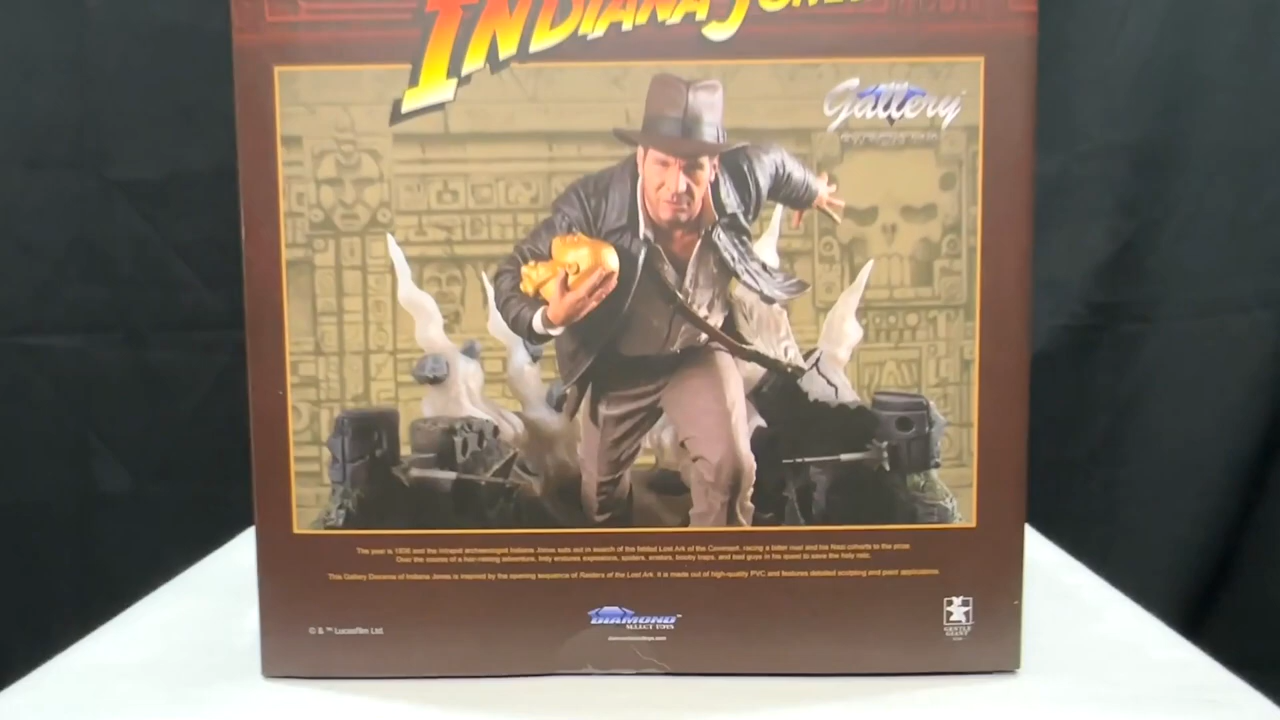 INDIANA JONES
Gallery
The year is 1936 and the intrepid archaeologist Indiana Jones sets out in search of the fabled Lost Ark of the Covenant, racing a bitter rival and his Nazi cohorts to the prize.
Over the course of a hair-raising adventure, Indy endures explosions, spiders, snakes, booby traps, and bad guys in his quest to save the holy relic.
This Gallery Diorama of Indiana Jones is inspired by the opening sequence of Raiders of the Lost Ark. It is made out of high-quality PVC and features detailed sculpting and paint applications.
© & ™ Lucasfilm Ltd.
DIAMOND™
SELECT TOYS
diamondselecttoys.com
GENTLE
GIANT